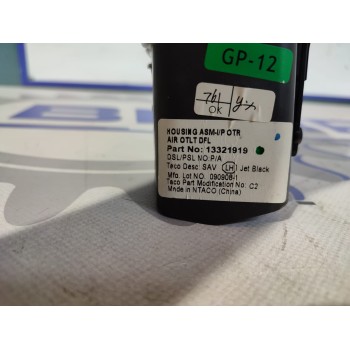 GP-12
761
OK
HOUSING ASM-I/P OTR
AIR OTLT DFL
Part No: 13321919
DSL/PSL NO:P/A
Taco Desc: SAV LH Jet Black
Mfg. Lot NO. 090908-1
Taco Part Modification No: C2
Made in NTACO (China)